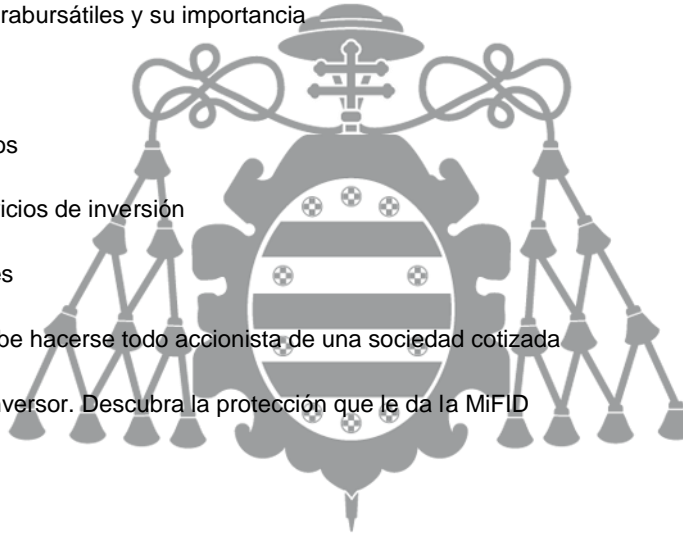 rabursátiles y su importancia
os
icios de inversión
es
be hacerse todo accionista de una sociedad cotizada
nversor. Descubra la protección que le da la MiFID